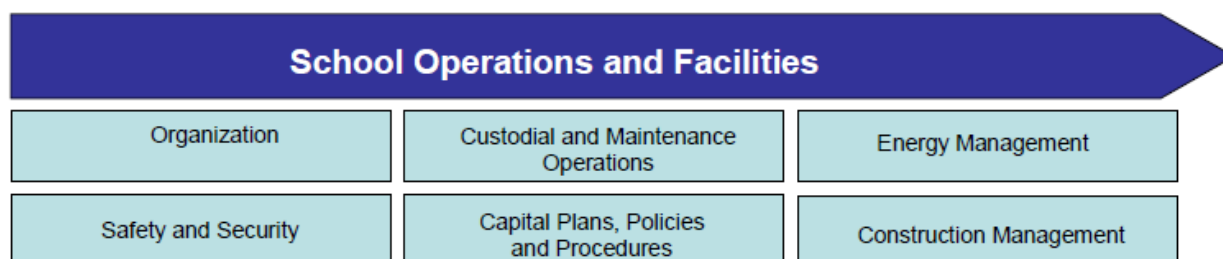 School Operations and Facilities
Organization
Custodial and Maintenance
Operations
Energy Management
Safety and Security
Capital Plans, Policies
and Procedures
Construction Management